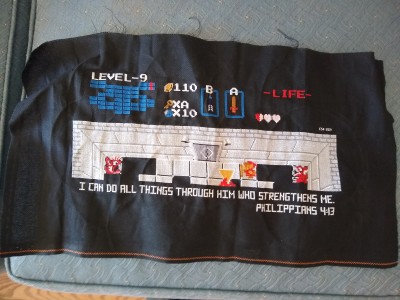 LEVEL-9
110
B A
-LIFE-
XA
X10
I CAN DO ALL THINGS THROUGH HIM WHO STRENGTHENS ME.
PHILIPPIANS 4:13